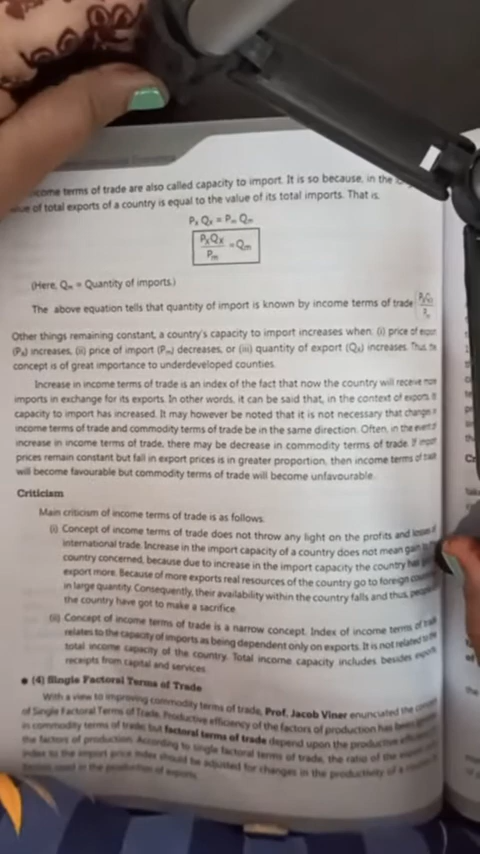 come terms of trade are also called capacity to import. It is so because, in the
of total exports of a country is equal to the value of its total imports. That is,
Pₓ Qₓ = Pₘ Qₘ
PₓQₓ / Pₘ = Qₘ
(Here, Qₘ = Quantity of imports.)
The above equation tells that quantity of import is known by income terms of trade PₓQₓ / Pₘ
Other things remaining constant, a country's capacity to import increases when: (i) price of export
(Pₓ) increases, (ii) price of import (Pₘ) decreases, or (iii) quantity of export (Qₓ) increases. Thus, the
concept is of great importance to underdeveloped counties.
Increase in income terms of trade is an index of the fact that now the country will receive more
imports in exchange for its exports. In other words, it can be said that, in the context of exports, it
capacity to import has increased. It may however be noted that it is not necessary that changes in
income terms of trade and commodity terms of trade be in the same direction. Often, in the event of
increase in income terms of trade, there may be decrease in commodity terms of trade. If import
prices remain constant but fall in export prices is in greater proportion, then income terms of trade
will become favourable but commodity terms of trade will become unfavourable.
Criticism
Main criticism of income terms of trade is as follows:
(i) Concept of income terms of trade does not throw any light on the profits and losses of
international trade. Increase in the import capacity of a country does not mean gain
country concerned, because due to increase in the import capacity the country has
export more. Because of more exports real resources of the country go to foreign
in large quantity. Consequently, their availability within the country falls and thus, people
the country have got to make a sacrifice.
(ii) Concept of income terms of trade is a narrow concept. Index of income terms of trade
relates to the capacity of imports as being dependent only on exports. It is not related to the
total income capacity of the country. Total income capacity includes besides exports
receipts from capital and services.
• (4) Single Factoral Terms of Trade
With a view to improving commodity terms of trade, Prof. Jacob Viner enunciated the
of Single Factoral Terms of Trade. Productive efficiency of the factors of production has been
in commodity terms of trade; but factoral terms of trade depend upon the productive
the factors of production. According to single factoral terms of trade, the ratio of the export
index to the import price index should be adjusted for changes in the productivity of a
factors used in the production of exports.